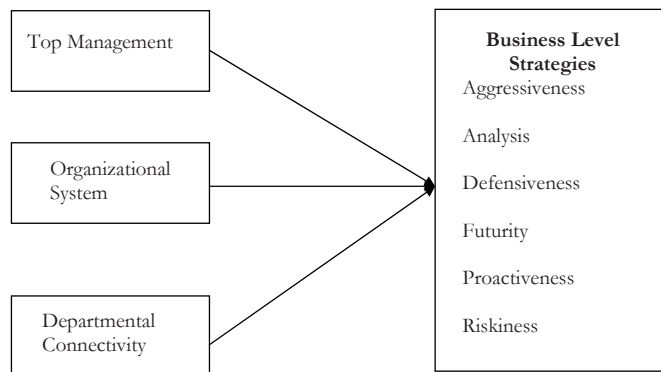 Top Management
Organizational
System
Departmental
Connectivity
Business Level
Strategies
Aggressiveness
Analysis
Defensiveness
Futurity
Proactiveness
Riskiness